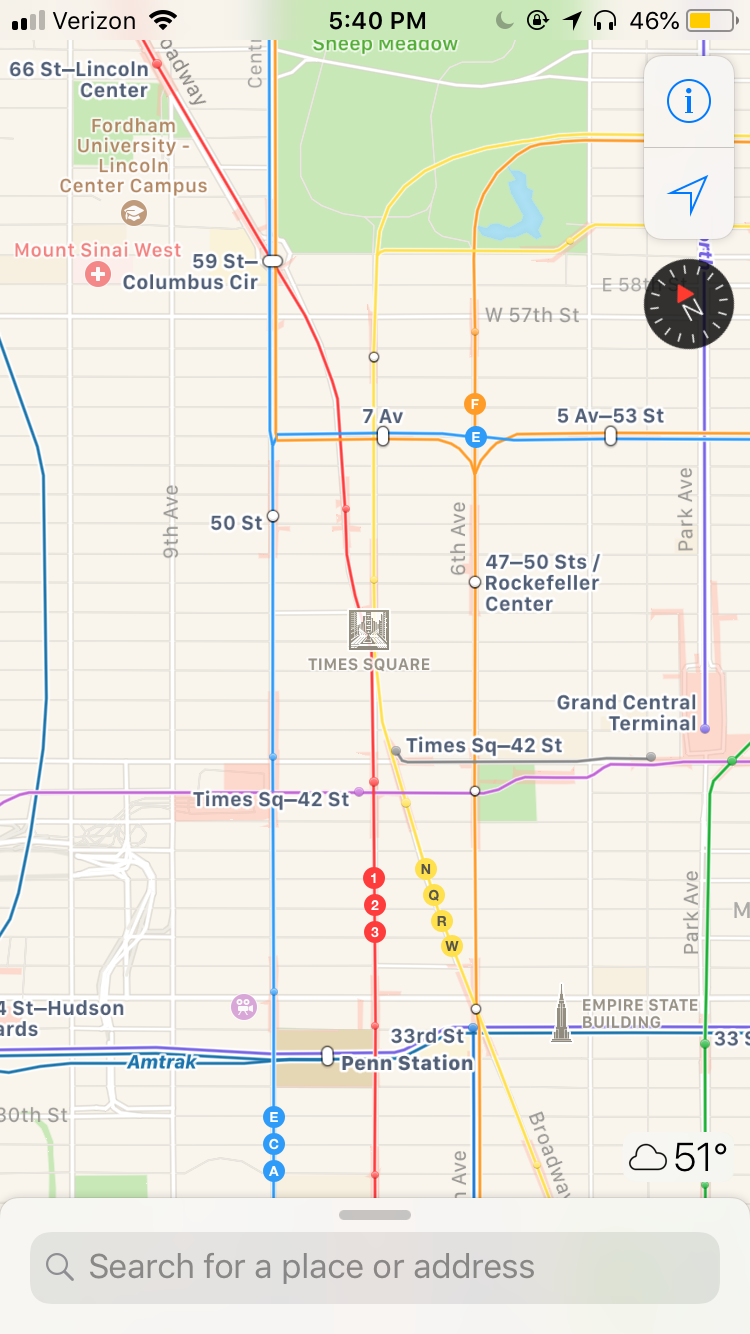 Verizon 5:40 PM 46%
Sheep Meadow
66 St–Lincoln
Center
oadway
Centr
Fordham
University -
Lincoln
Center Campus
i
Mount Sinai West
59 St–
Columbus Cir
E 58th S
N
W 57th St
F
7 Av
E
5 Av–53 St
9th Ave
50 St
6th Ave
47–50 Sts /
Rockefeller
Center
Park Ave
TIMES SQUARE
Grand Central
Terminal
Times Sq–42 St
Times Sq–42 St
1
2
3
N
Q
R
W
Park Ave
M
4 St–Hudson
ards
EMPIRE STATE
BUILDING
33rd St
33 S
Penn Station
Amtrak
30th St
E
C
A
Broadway
h Ave
51°
Search for a place or address